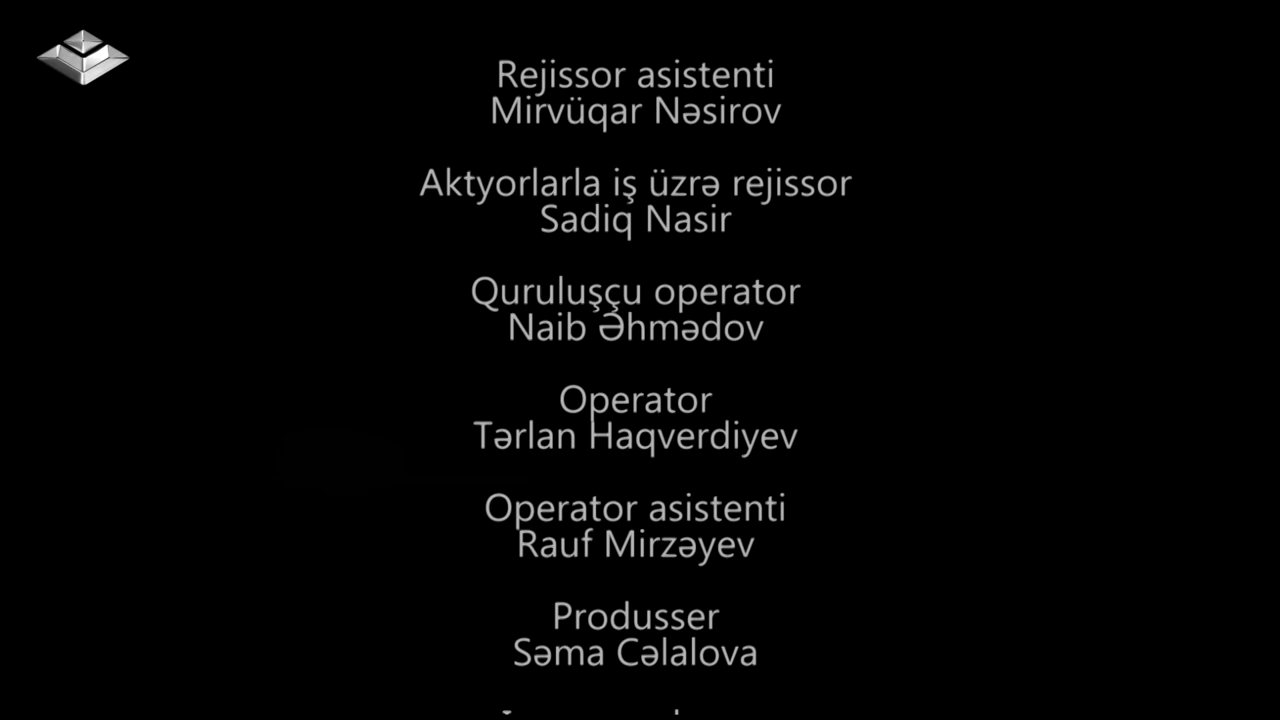 Rejissor asistenti
Mirvüqar Nəsirov
Aktyorlarla iş üzrə rejissor
Sadiq Nasir
Quruluşçu operator
Naib Əhmədov
Operator
Tərlan Haqverdiyev
Operator asistenti
Rauf Mirzəyev
Produsser
Səma Cəlalova